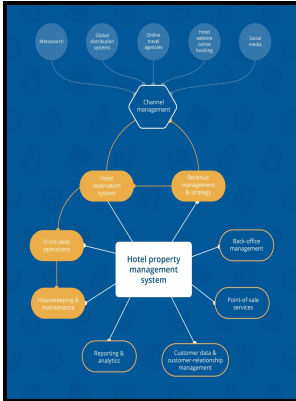 Metasearch
Global
distribution
systems
Online
travel
agencies
Hotel
website
online
booking
Social
media
Channel
management
Hotel
reservation
system
Revenue
management
& strategy
Front-desk
operations
Hotel property
management
system
Back-office
management
Housekeeping &
maintenance
Point-of-sale
services
Reporting &
analytics
Customer data &
customer-relationship
management